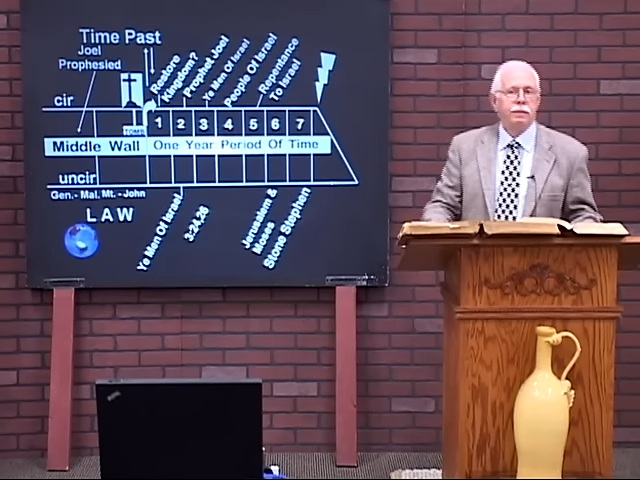 Time Past
Joel
Prophesied
Restore
Kingdom?
Prophet Joel
Ye Men Of Israel
People Of Israel
Repentance
To Israel
cir
TOMB
1 2 3 4 5 6 7
Middle Wall One Year Period Of Time
uncir
Gen.- Mal. Mt. - John
LAW
Ye Men Of Israel
3:24,26
Jerusalem &
Moses
Stone Stephen